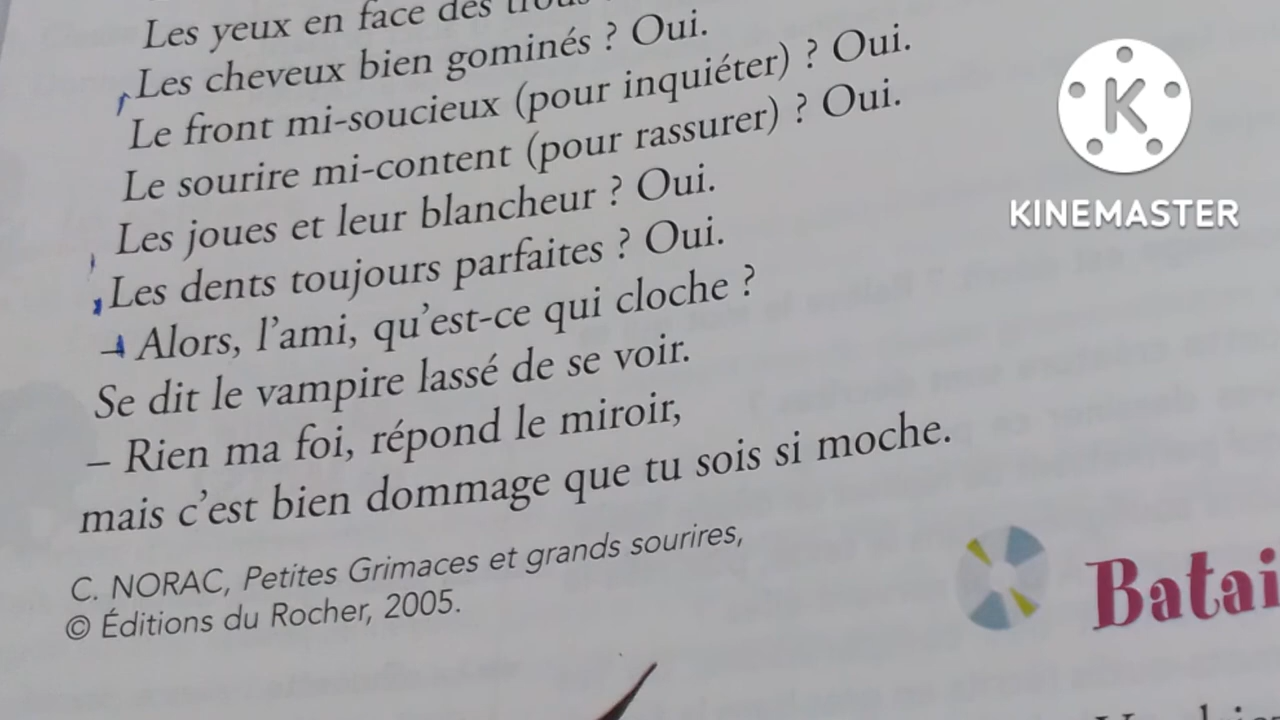 Les yeux en face des
Les cheveux bien gominés ? Oui.
Le front mi-soucieux (pour inquiéter) ? Oui.
Le sourire mi-content (pour rassurer) ? Oui.
Les joues et leur blancheur ? Oui.
Les dents toujours parfaites ? Oui.
– Alors, l'ami, qu'est-ce qui cloche ?
Se dit le vampire lassé de se voir.
– Rien ma foi, répond le miroir,
mais c'est bien dommage que tu sois si moche.
C. NORAC, Petites Grimaces et grands sourires,
© Éditions du Rocher, 2005.
Batai
K
KINEMASTER